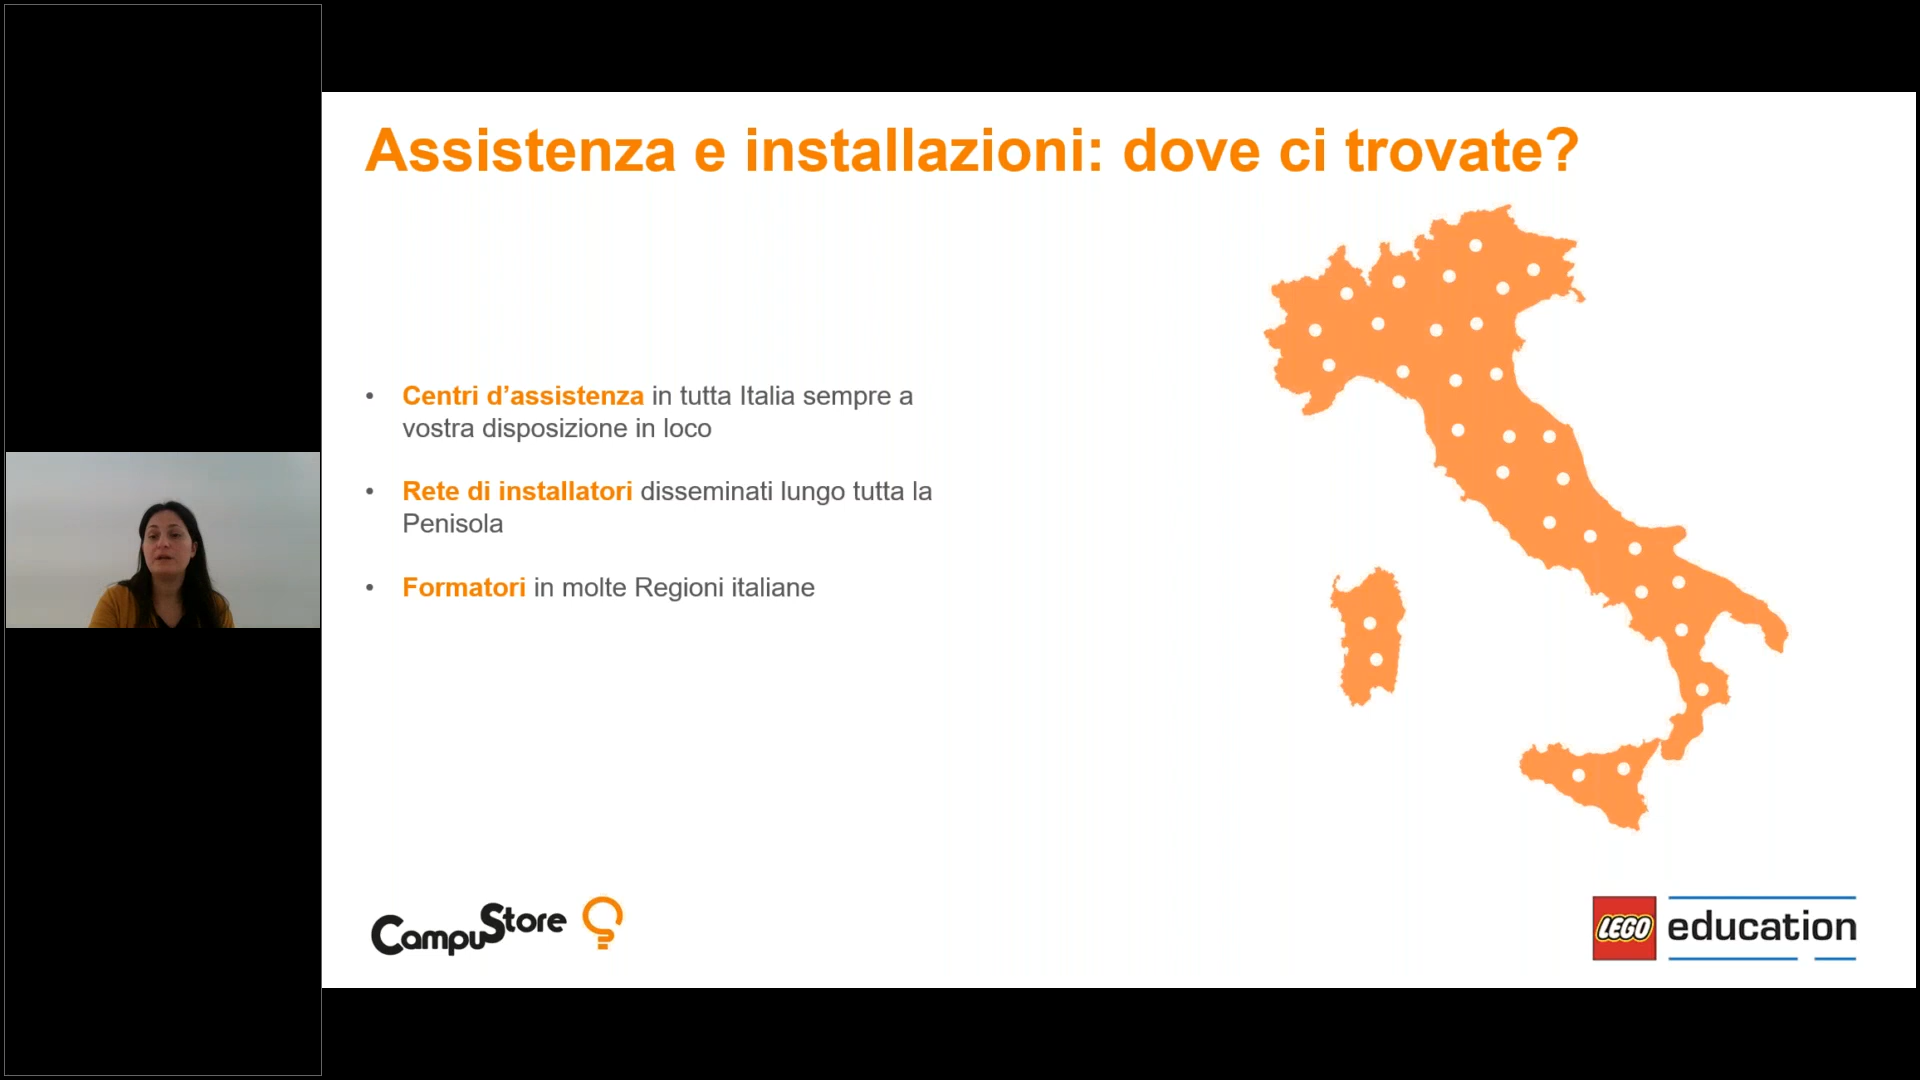 Assistenza e installazioni: dove ci trovate?
• Centri d’assistenza in tutta Italia sempre a
vostra disposizione in loco
• Rete di installatori disseminati lungo tutta la
Penisola
• Formatori in molte Regioni italiane
CampuStore
LEGO education